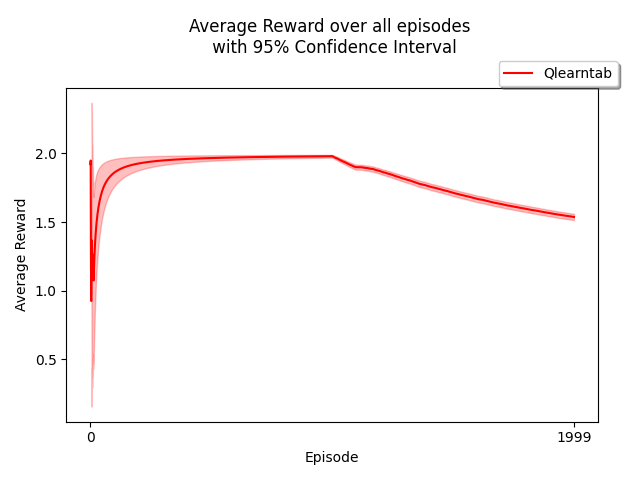 Average Reward over all episodes
with 95% Confidence Interval
Qlearntab
2.0
1.5
1.0
0.5
Average Reward
0
1999
Episode